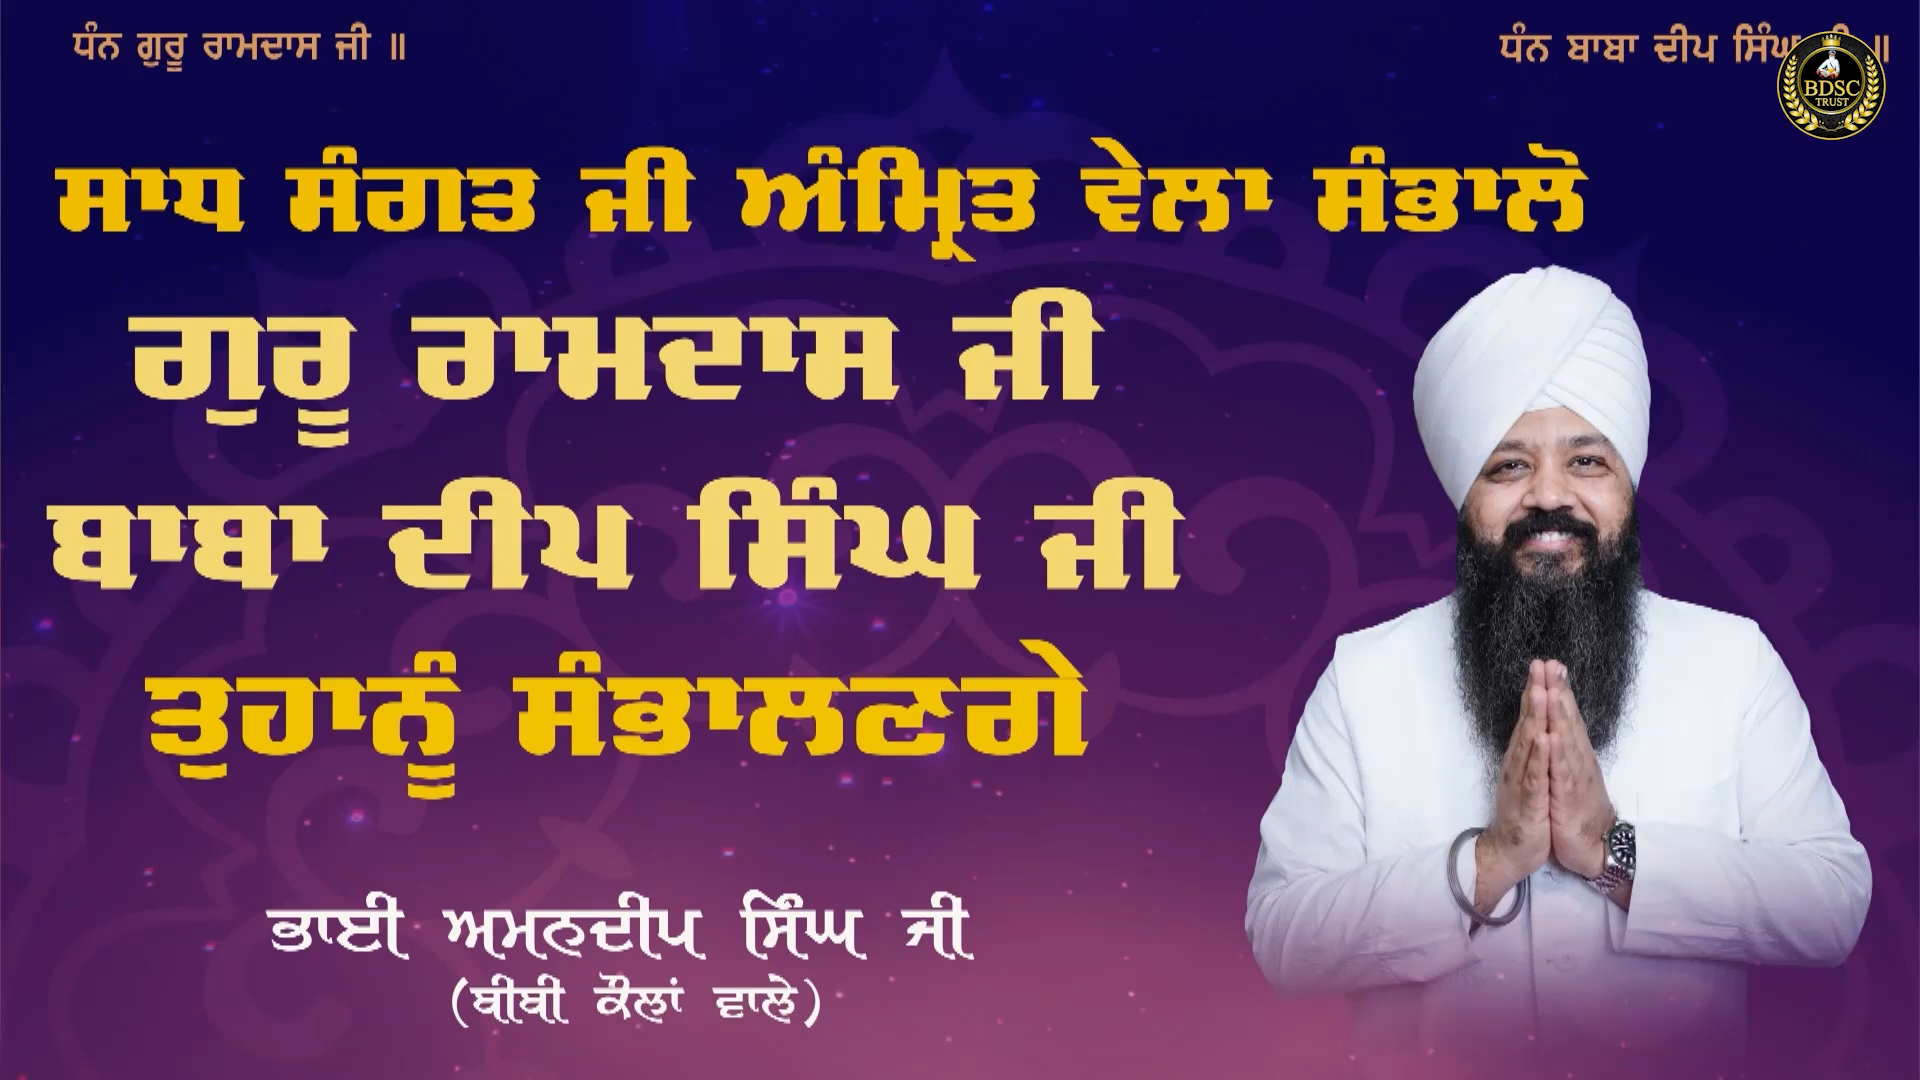 ਧੰਨ ਗੁਰੂ ਰਾਮਦਾਸ ਜੀ ॥
ਧੰਨ ਬਾਬਾ ਦੀਪ ਸਿੰਘ ॥
BDSC
TRUST
ਸਾਧ ਸੰਗਤ ਜੀ ਅੰਮ੍ਰਿਤ ਵੇਲਾ ਸੰਭਾਲੋ
ਗੁਰੂ ਰਾਮਦਾਸ ਜੀ
ਬਾਬਾ ਦੀਪ ਸਿੰਘ ਜੀ
ਤੁਹਾਨੂੰ ਸੰਭਾਲਣਗੇ
ਭਾਈ ਅਮਨਦੀਪ ਸਿੰਘ ਜੀ
(ਬੀਬੀ ਕੌਲਾਂ ਵਾਲੇ)